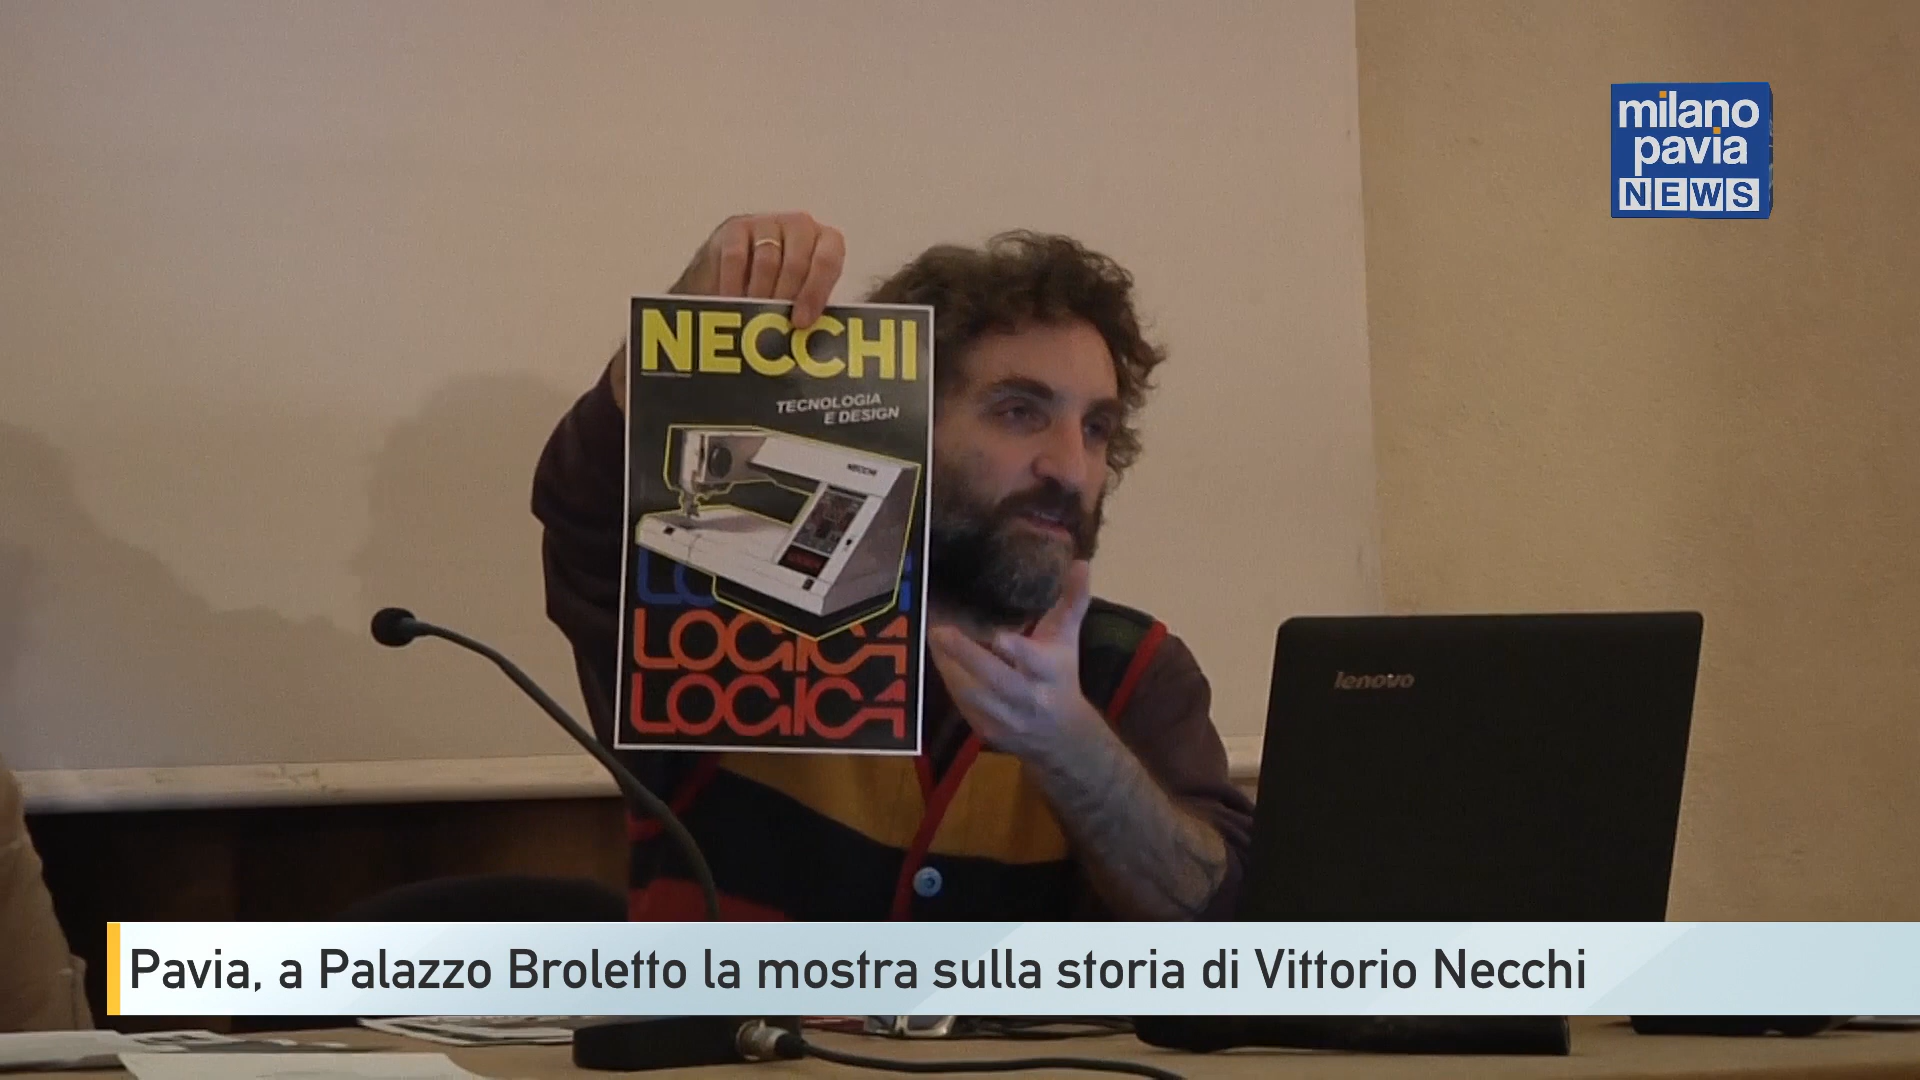 milano
pavia
NEWS
NECCHI
TECNOLOGIA
E DESIGN
NECCHI
LOGICA
LOGICA
lenovo
Pavia, a Palazzo Broletto la mostra sulla storia di Vittorio Necchi